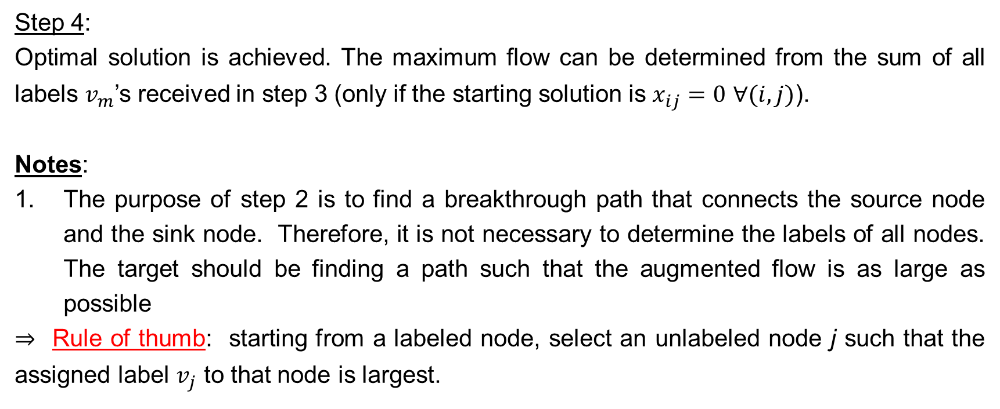 Step 4:
Optimal solution is achieved. The maximum flow can be determined from the sum of all
labels 𝑣𝑚's received in step 3 (only if the starting solution is 𝑥𝑖𝑗 = 0 ∀(𝑖,𝑗)).
Notes:
1. The purpose of step 2 is to find a breakthrough path that connects the source node
and the sink node. Therefore, it is not necessary to determine the labels of all nodes.
The target should be finding a path such that the augmented flow is as large as
possible
⇒ Rule of thumb: starting from a labeled node, select an unlabeled node j such that the
assigned label 𝑣𝑗 to that node is largest.